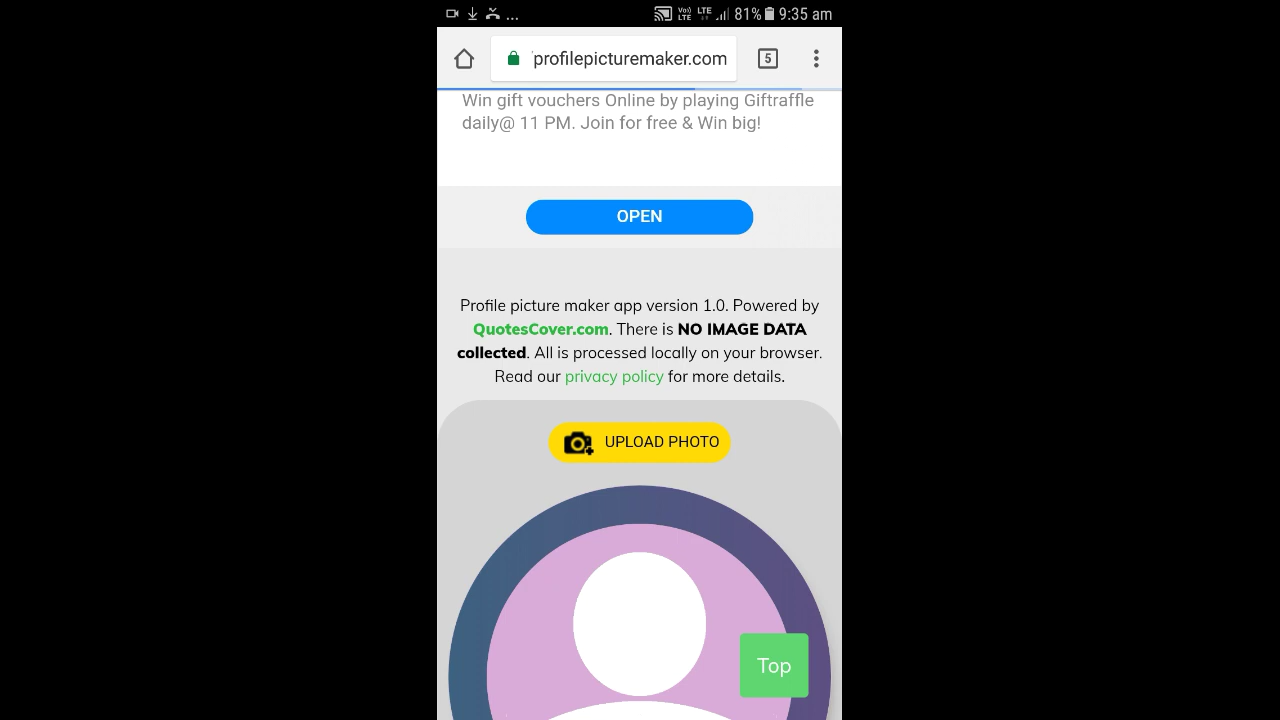 ... Vo) LTE LTE 81% 9:35 am
profilepicturemaker.com 5
Win gift vouchers Online by playing Giftraffle
daily@ 11 PM. Join for free & Win big!
OPEN
Profile picture maker app version 1.0. Powered by
QuotesCover.com. There is NO IMAGE DATA
collected. All is processed locally on your browser.
Read our privacy policy for more details.
UPLOAD PHOTO
Top